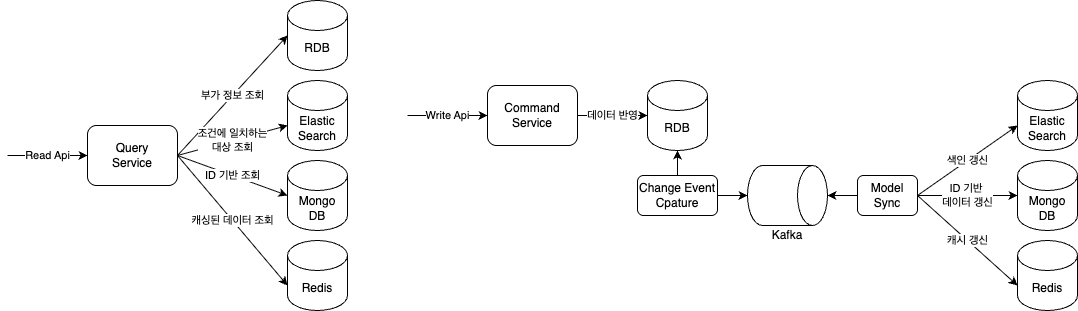 Read Api
Query
Service
부가 정보 조회
조건에 일치하는
대상 조회
ID 기반 조회
캐싱된 데이터 조회
RDB
Elastic
Search
Mongo
DB
Redis
Write Api
Command
Service
데이터 반영
RDB
Change Event
Cpature
Kafka
Model
Sync
색인 갱신
ID 기반
데이터 갱신
캐시 갱신
Elastic
Search
Mongo
DB
Redis